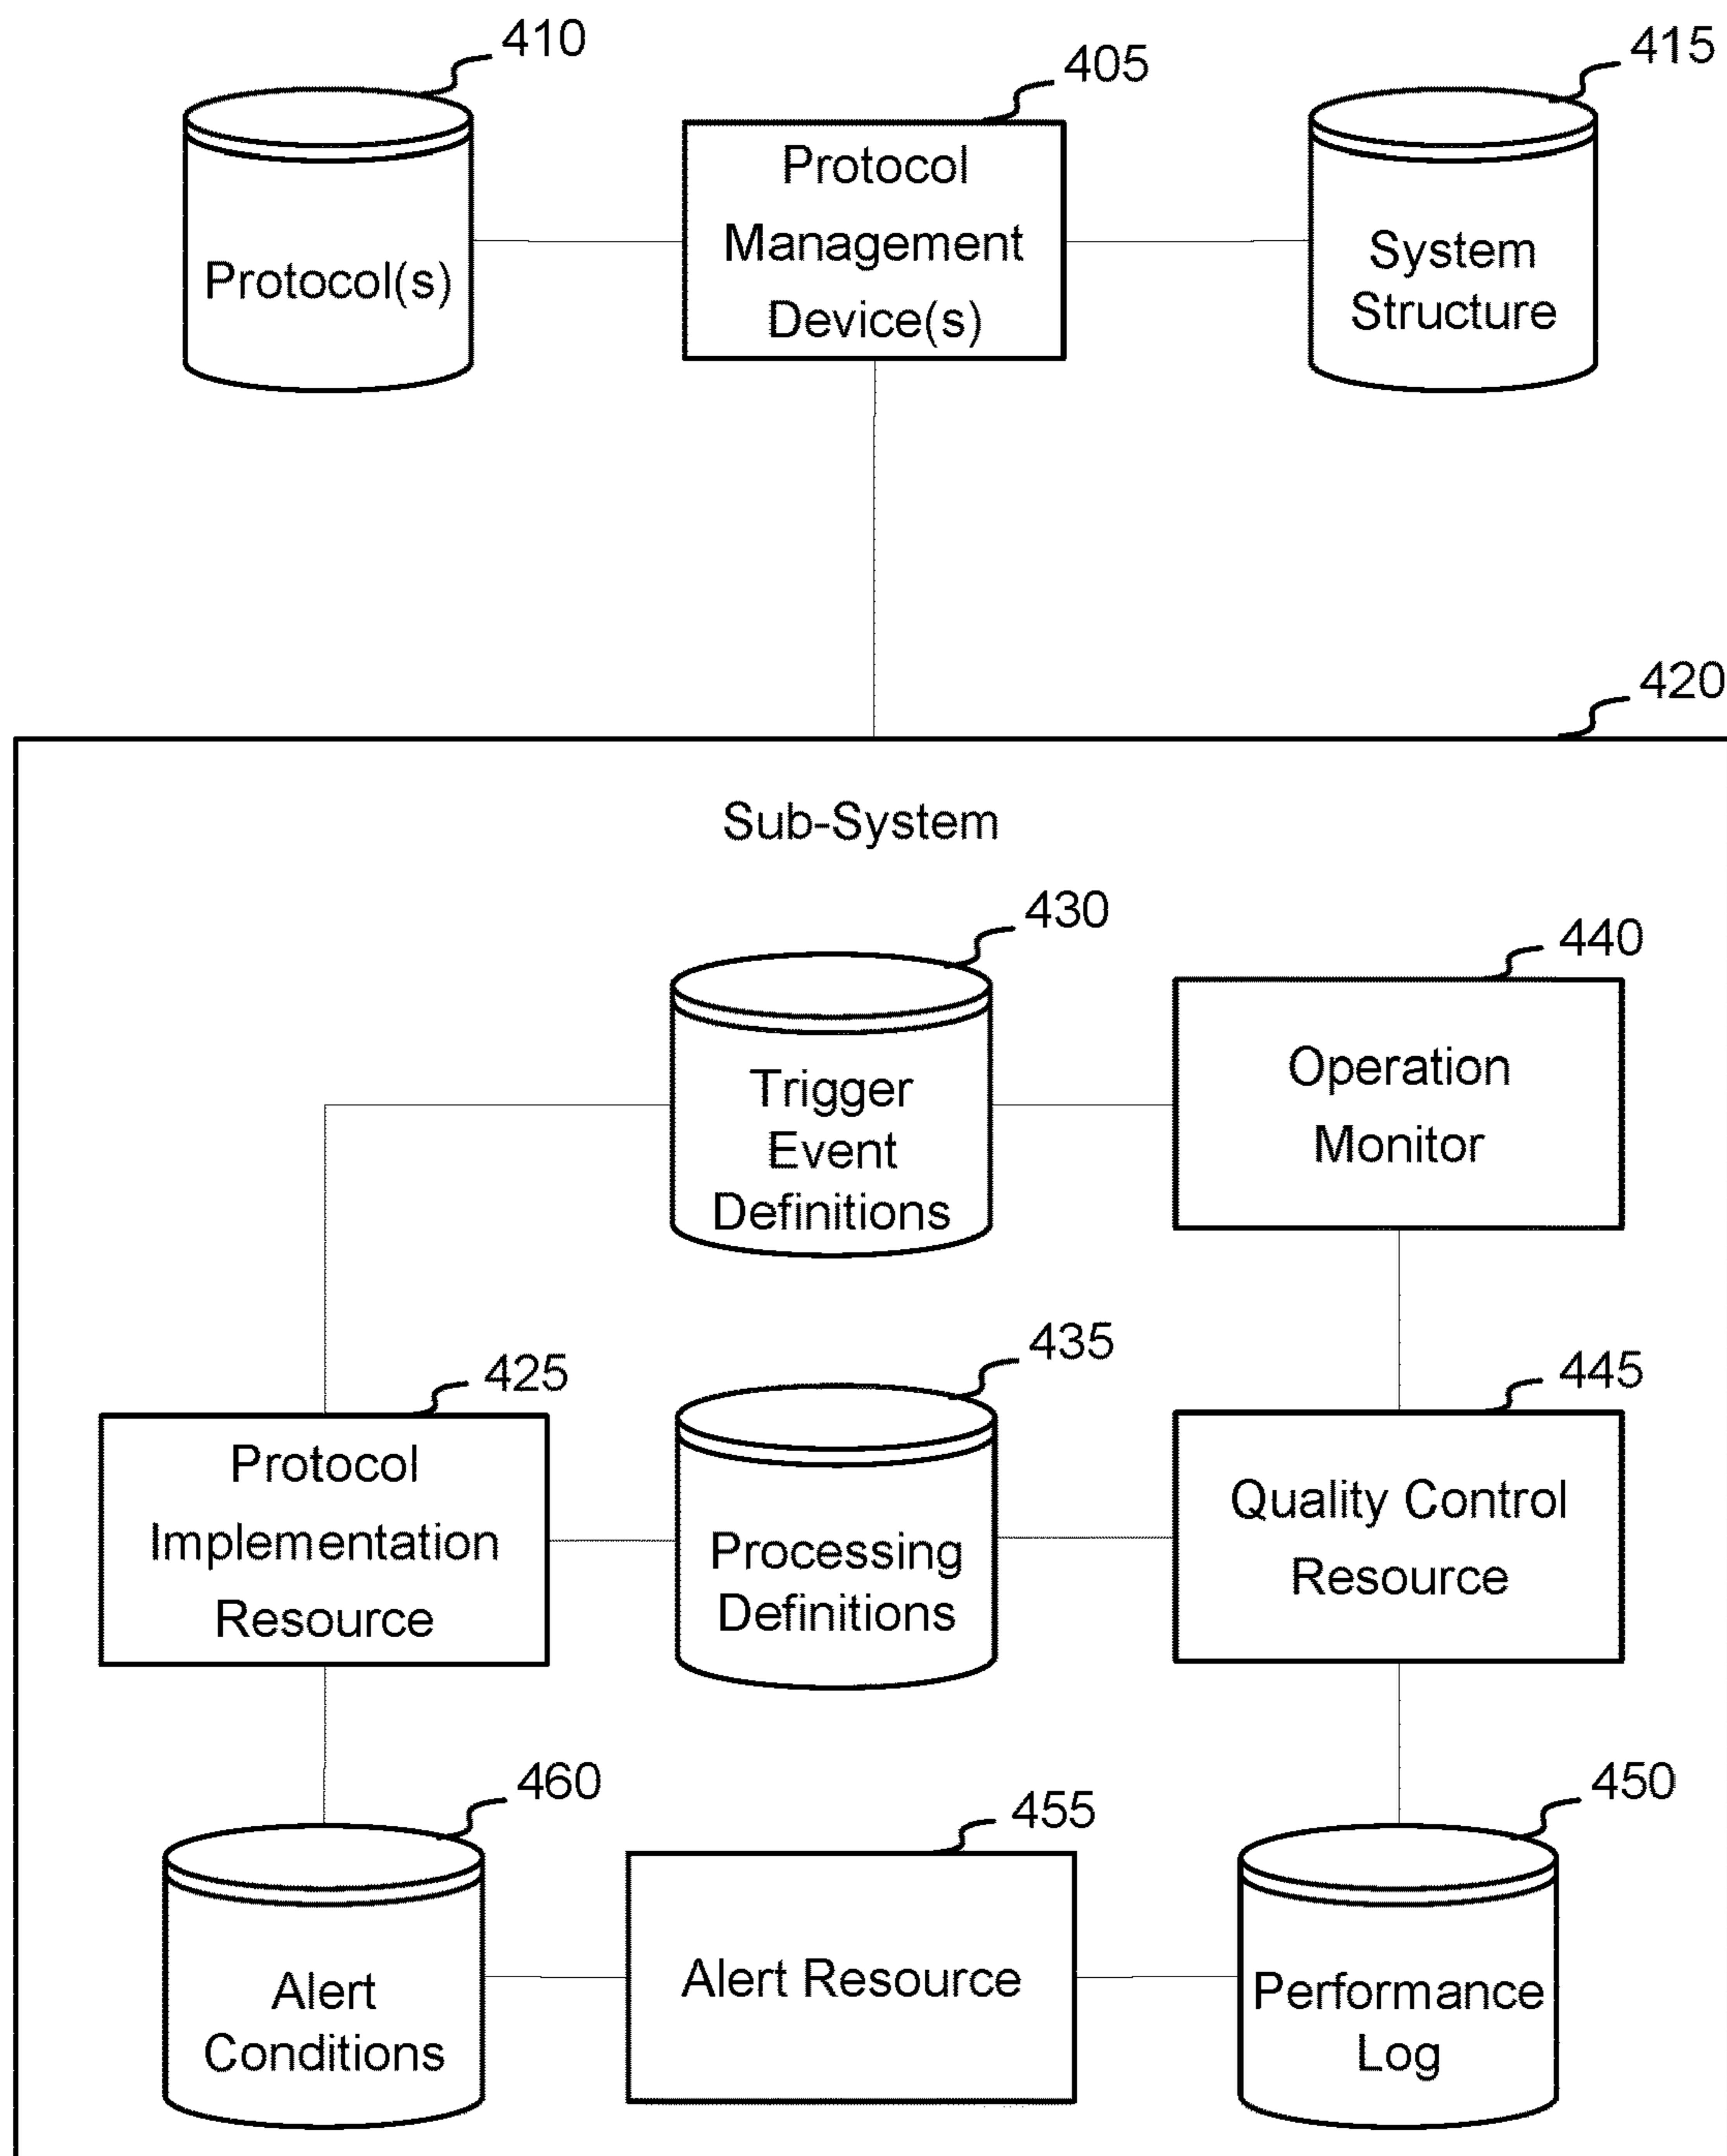 410
405
415
Protocol(s)
Protocol
Management
Device(s)
System
Structure
420
Sub-System
430
440
Trigger
Event
Definitions
Operation
Monitor
425
435
445
Protocol
Implementation
Resource
Processing
Definitions
Quality Control
Resource
460
455
450
Alert
Conditions
Alert Resource
Performance
Log